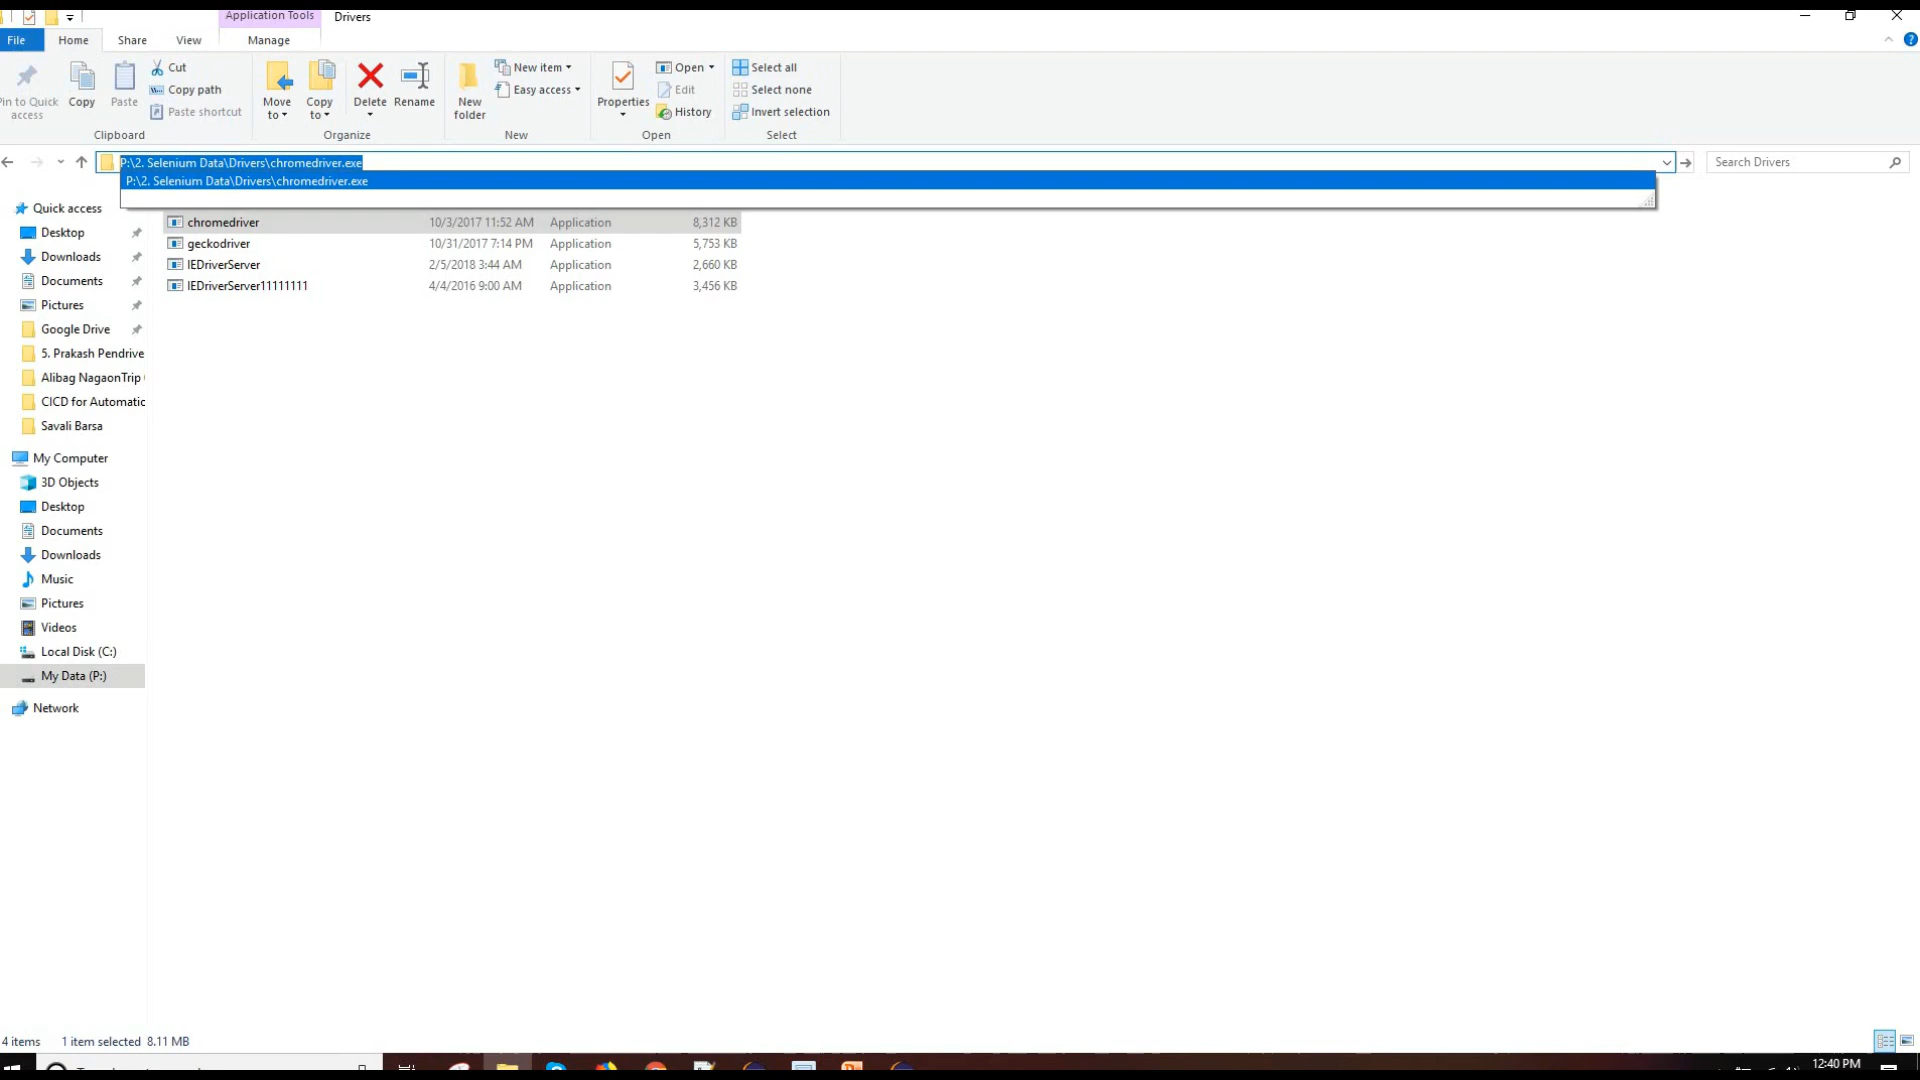 Application Tools Drivers
File Home Share View Manage
Pin to Quick access
Copy
Paste
Cut
Copy path
Paste shortcut
Clipboard
Move to
Copy to
Delete
Rename
Organize
New folder
New item
Easy access
New
Properties
Open
Edit
History
Open
Select all
Select none
Invert selection
Select
P:\2. Selenium Data\Drivers\chromedriver.exe
Search Drivers
P:\2. Selenium Data\Drivers\chromedriver.exe
chromedriver 10/3/2017 11:52 AM Application 8,312 KB
geckodriver 10/31/2017 7:14 PM Application 5,753 KB
IEDriverServer 2/5/2018 3:44 AM Application 2,660 KB
IEDriverServer11111111 4/4/2016 9:00 AM Application 3,456 KB
Quick access
Desktop
Downloads
Documents
Pictures
Google Drive
5. Prakash Pendrive
Alibag NagaonTrip
CICD for Automatic
Savali Barsa
My Computer
3D Objects
Desktop
Documents
Downloads
Music
Pictures
Videos
Local Disk (C:)
My Data (P:)
Network
4 items 1 item selected 8.11 MB
12:40 PM